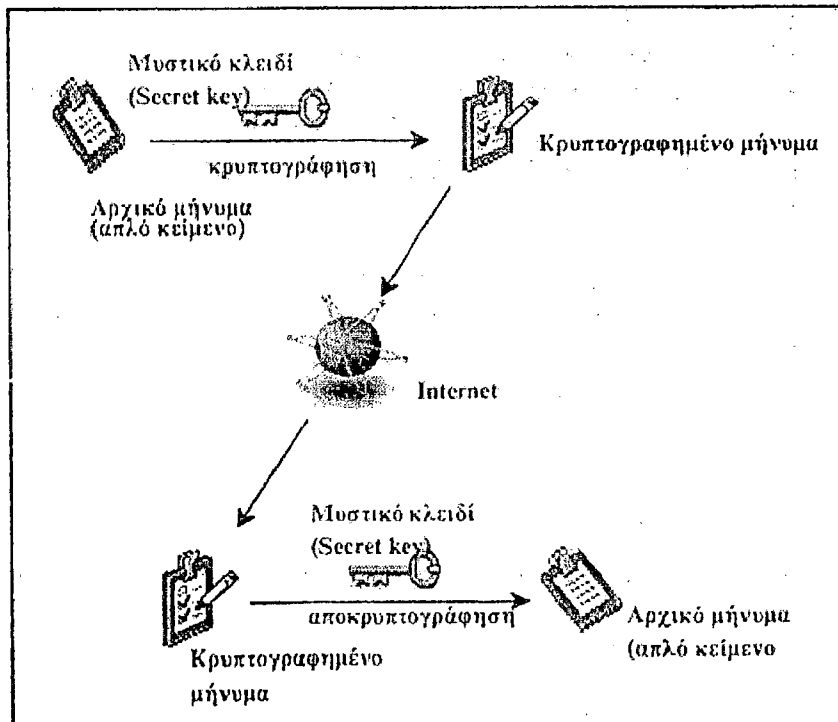 Μυστικό κλειδί
(Secret key)
κρυπτογράφηση
Κρυπτογραφημένο μήνυμα
Αρχικό μήνυμα
(απλό κείμενο)
Internet
Μυστικό κλειδί
(Secret key)
αποκρυπτογράφηση
Αρχικό μήνυμα
(απλό κείμενο
Κρυπτογραφημένο
μήνυμα